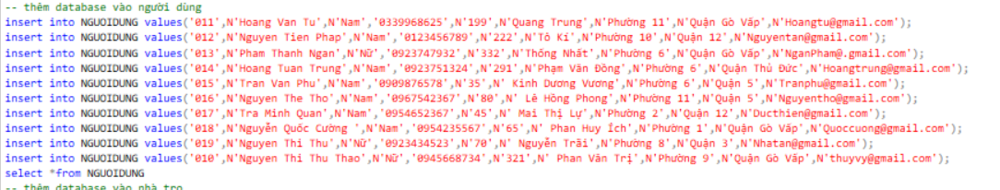 -- thêm database vào người dùng
insert into NGUOIDUNG values('011',N'Hoang Van Tu',N'Nam','0339968625',N'199',N'Quang Trung',N'Phường 11',N'Quận Gò Vấp',N'Hoangtu@gmail.com');
insert into NGUOIDUNG values('012',N'Nguyen Tien Phap',N'Nam','0123456789',N'222',N'Tô Kí',N'Phường 10',N'Quận 12',N'Nguyentan@gmail.com');
insert into NGUOIDUNG values('013',N'Pham Thanh Ngan',N'Nữ','0923747932',N'332',N'Thống Nhất',N'Phường 6',N'Quận Gò Vấp',N'NganPham@.gmail.com');
insert into NGUOIDUNG values('014',N'Hoang Tuan Trung',N'Nam','0923751324',N'291',N'Phạm Văn Đồng',N'Phường 6',N'Quận Thủ Đức',N'Hoangtrung@gmail.com');
insert into NGUOIDUNG values('015',N'Tran Van Phu',N'Nam','0909876578',N'35',N' Kinh Dương Vương',N'Phường 6',N'Quận 5',N'Tranphu@gmail.com');
insert into NGUOIDUNG values('016',N'Nguyen The Tho',N'Nam','0967542367',N'80',N' Lê Hồng Phong',N'Phường 11',N'Quận 5',N'Nguyentho@gmail.com');
insert into NGUOIDUNG values('017',N'Tra Minh Quan',N'Nam','0954652367',N'45',N' Mai Thị Lự',N'Phường 2',N'Quận 12',N'Ducthien@gmail.com');
insert into NGUOIDUNG values('018',N'Nguyễn Quốc Cường ',N'Nam','0954235567',N'65',N' Phan Huy Ích',N'Phường 1',N'Quận Gò Vấp',N'Quoccuong@gmail.com');
insert into NGUOIDUNG values('019',N'Nguyen Thi Thu',N'Nữ','0923434523',N'70',N' Nguyễn Trãi',N'Phường 8',N'Quận 3',N'Nhatan@gmail.com');
insert into NGUOIDUNG values('010',N'Nguyen Thi Thu Thao',N'Nữ','0945668734',N'321',N' Phan Văn Trị',N'Phường 9',N'Quận Gò Vấp',N'thuyvy@gmail.com');
select *from NGUOIDUNG
-- thêm database vào nhà trọ